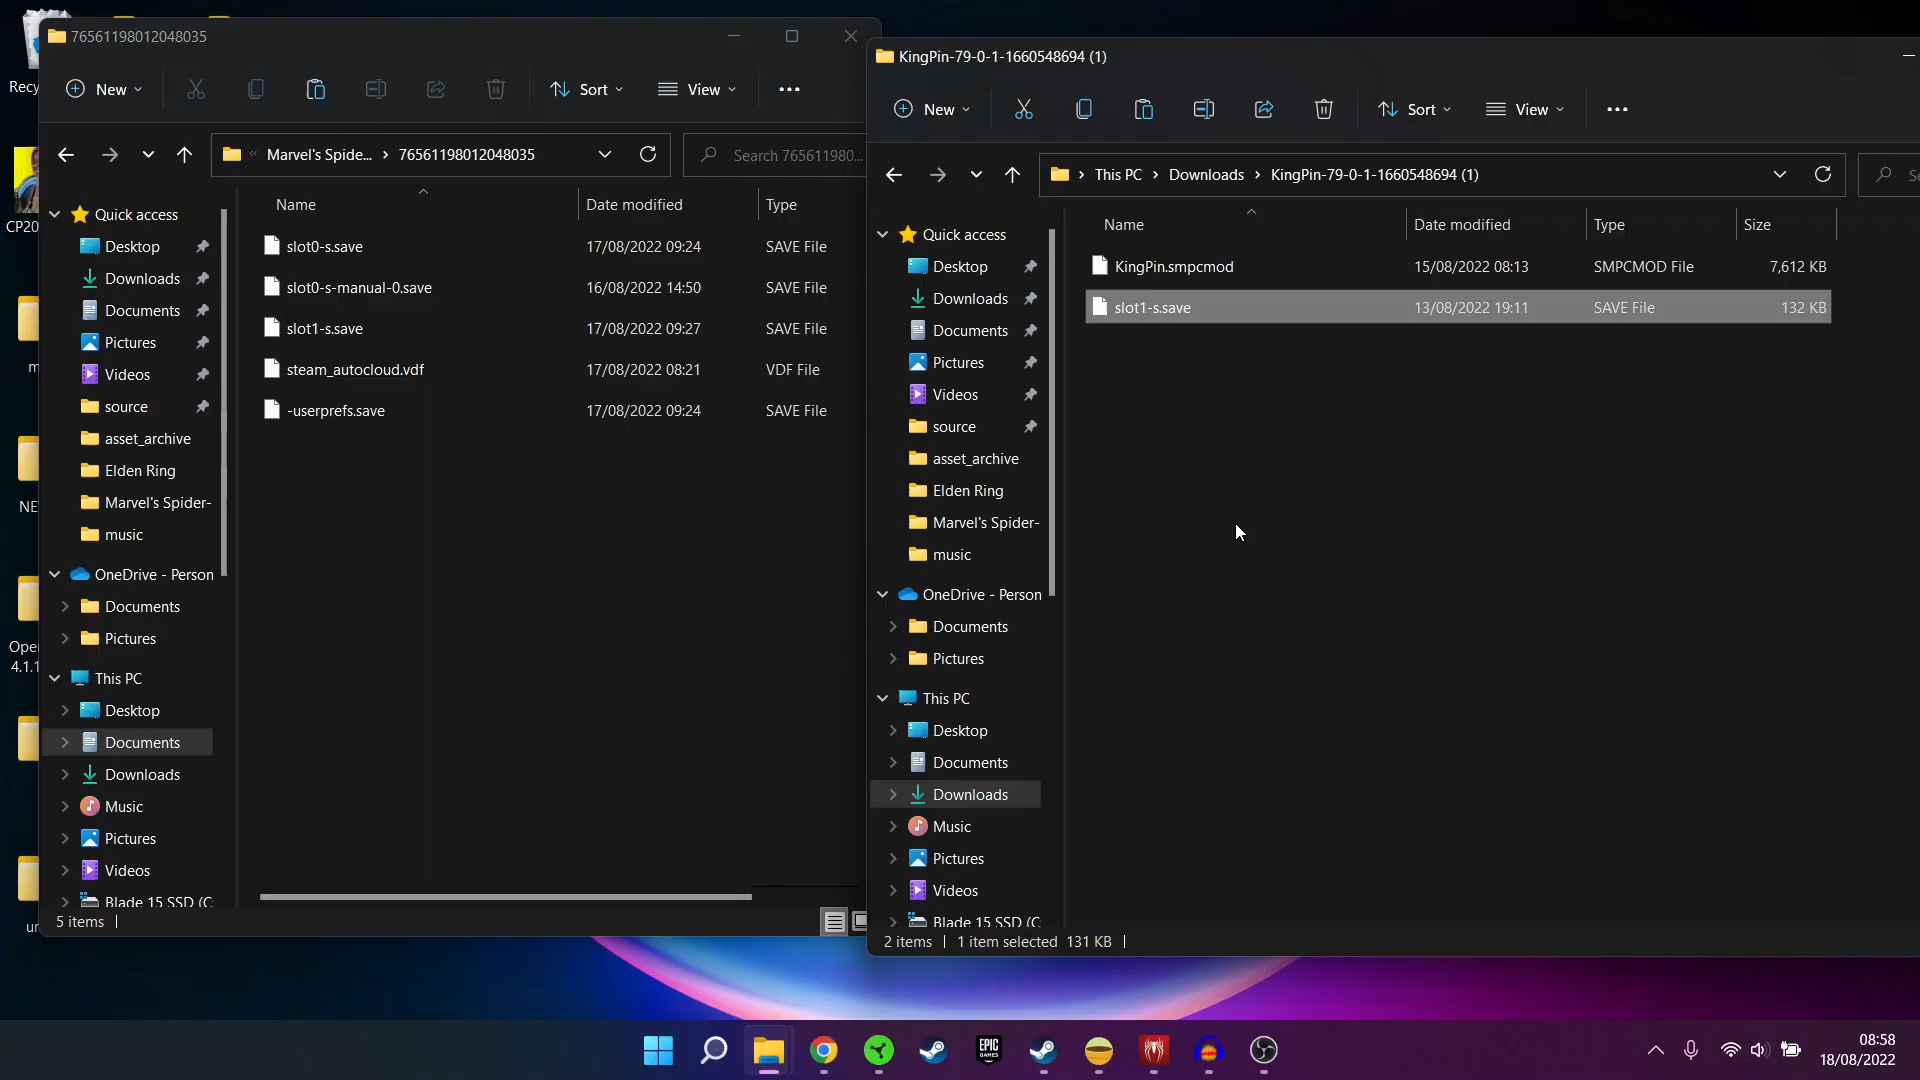 Recy
CP20
m
NE
Oper
4.1.1
ur
76561198012048035
New
Sort
View
Marvel's Spide...
76561198012048035
Search 765611980...
Quick access
Desktop
Downloads
Documents
Pictures
Videos
source
asset_archive
Elden Ring
Marvel's Spider-
music
OneDrive - Person
Documents
Pictures
This PC
Desktop
Documents
Downloads
Music
Pictures
Videos
Blade 15 SSD (C
Name Date modified Type
slot0-s.save 17/08/2022 09:24 SAVE File
slot0-s-manual-0.save 16/08/2022 14:50 SAVE File
slot1-s.save 17/08/2022 09:27 SAVE File
steam_autocloud.vdf 17/08/2022 08:21 VDF File
-userprefs.save 17/08/2022 09:24 SAVE File
5 items
KingPin-79-0-1-1660548694 (1)
New
Sort
View
This PC
Downloads
KingPin-79-0-1-1660548694 (1)
Se
Quick access
Desktop
Downloads
Documents
Pictures
Videos
source
asset_archive
Elden Ring
Marvel's Spider-
music
OneDrive - Person
Documents
Pictures
This PC
Desktop
Documents
Downloads
Music
Pictures
Videos
Blade 15 SSD (C
Name Date modified Type Size
KingPin.smpcmod 15/08/2022 08:13 SMPCMOD File 7,612 KB
slot1-s.save 13/08/2022 19:11 SAVE File 132 KB
2 items 1 item selected 131 KB
EPIC
GAMES
08:58
18/08/2022